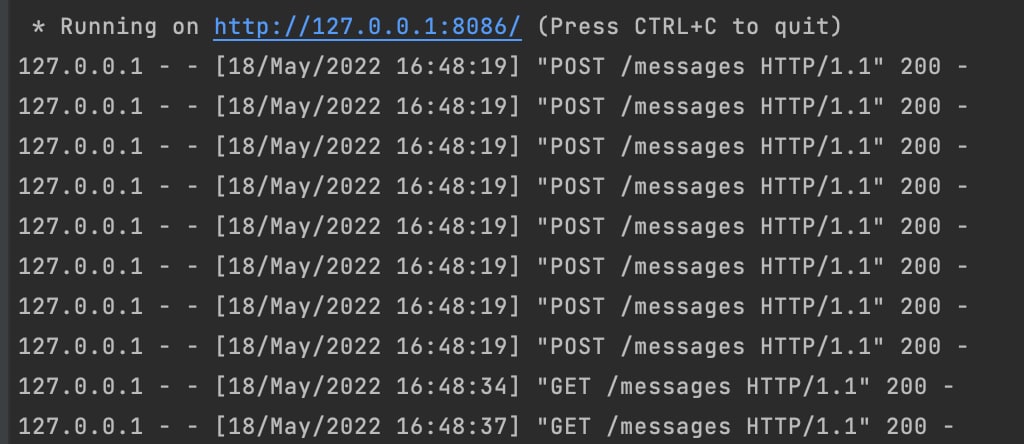 * Running on http://127.0.0.1:8086/ (Press CTRL+C to quit)
127.0.0.1 - - [18/May/2022 16:48:19] "POST /messages HTTP/1.1" 200 -
127.0.0.1 - - [18/May/2022 16:48:19] "POST /messages HTTP/1.1" 200 -
127.0.0.1 - - [18/May/2022 16:48:19] "POST /messages HTTP/1.1" 200 -
127.0.0.1 - - [18/May/2022 16:48:19] "POST /messages HTTP/1.1" 200 -
127.0.0.1 - - [18/May/2022 16:48:19] "POST /messages HTTP/1.1" 200 -
127.0.0.1 - - [18/May/2022 16:48:19] "POST /messages HTTP/1.1" 200 -
127.0.0.1 - - [18/May/2022 16:48:19] "POST /messages HTTP/1.1" 200 -
127.0.0.1 - - [18/May/2022 16:48:19] "POST /messages HTTP/1.1" 200 -
127.0.0.1 - - [18/May/2022 16:48:34] "GET /messages HTTP/1.1" 200 -
127.0.0.1 - - [18/May/2022 16:48:37] "GET /messages HTTP/1.1" 200 -